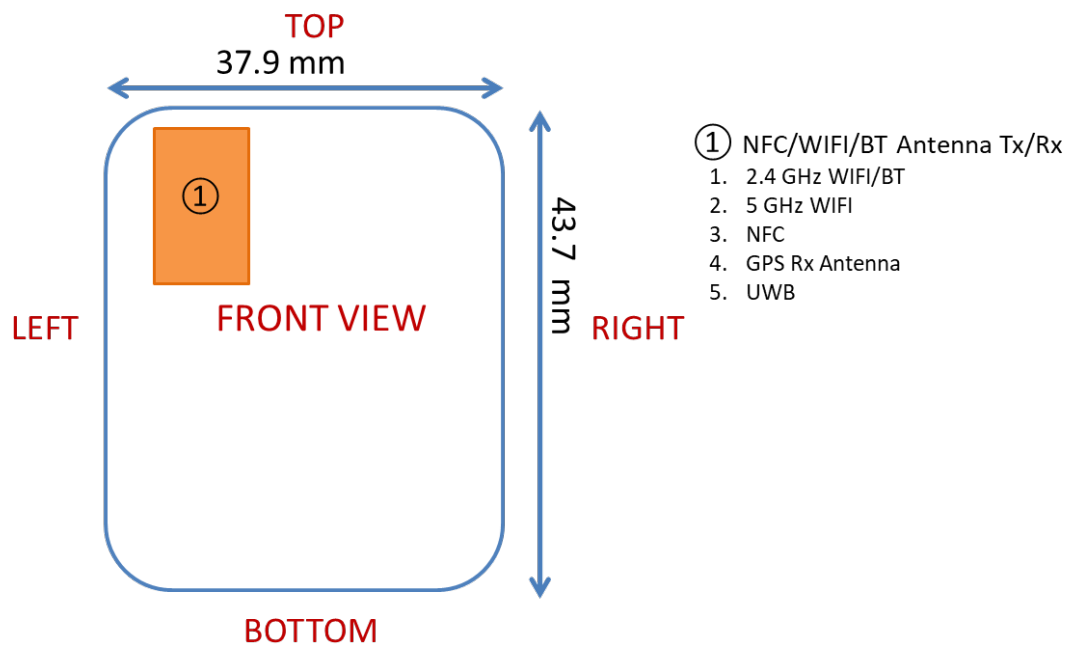 TOP
37.9 mm
①
43.7 mm
LEFT
FRONT VIEW
RIGHT
BOTTOM
① NFC/WIFI/BT Antenna Tx/Rx
1. 2.4 GHz WIFI/BT
2. 5 GHz WIFI
3. NFC
4. GPS Rx Antenna
5. UWB